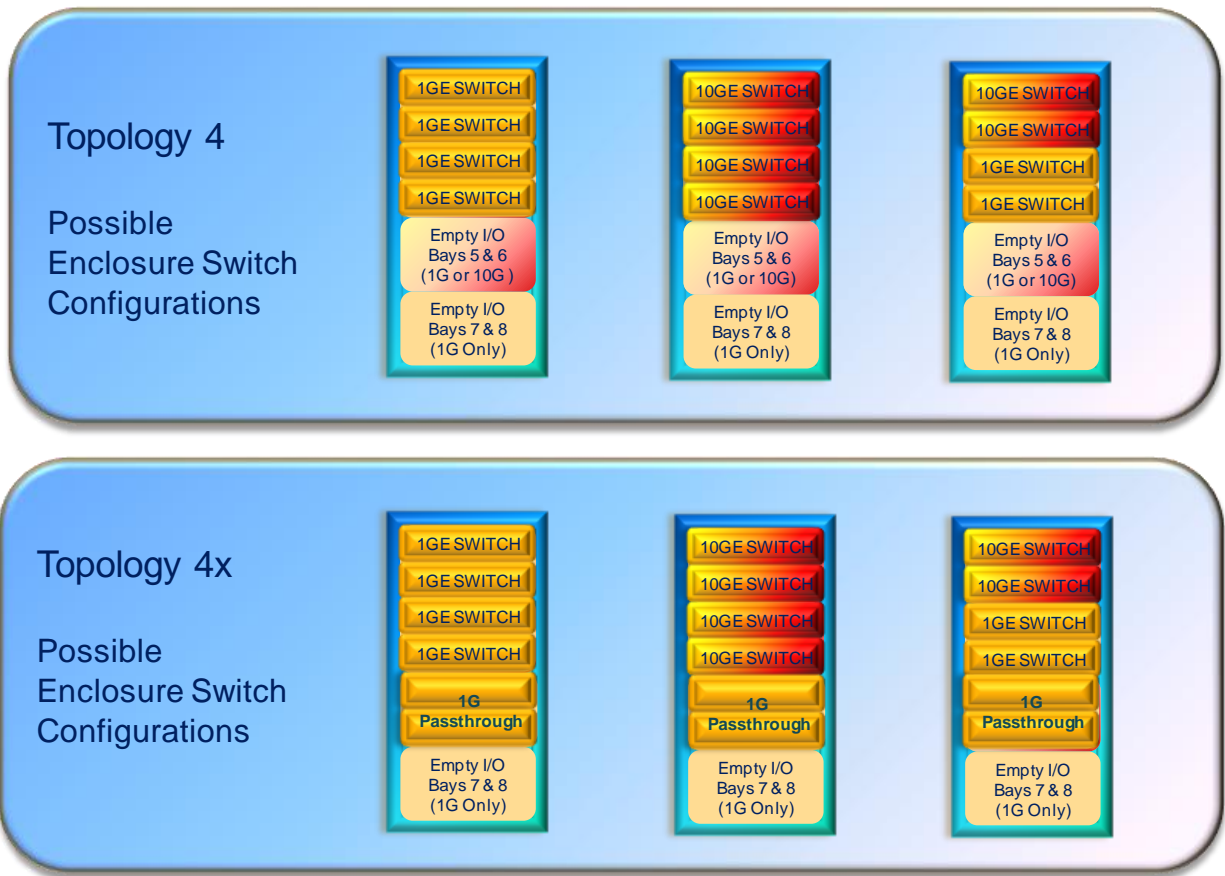 Topology 4
Possible
Enclosure Switch
Configurations
1GE SWITCH
1GE SWITCH
1GE SWITCH
1GE SWITCH
Empty I/O
Bays 5 & 6
(1G or 10G )
Empty I/O
Bays 7 & 8
(1G Only)
10GE SWITCH
10GE SWITCH
10GE SWITCH
10GE SWITCH
Empty I/O
Bays 5 & 6
(1G or 10G)
Empty I/O
Bays 7 & 8
(1G Only)
10GE SWITCH
10GE SWITCH
1GE SWITCH
1GE SWITCH
Empty I/O
Bays 5 & 6
(1G or 10G)
Empty I/O
Bays 7 & 8
(1G Only)
Topology 4x
Possible
Enclosure Switch
Configurations
1GE SWITCH
1GE SWITCH
1GE SWITCH
1GE SWITCH
1G
Passthrough
Empty I/O
Bays 7 & 8
(1G Only)
10GE SWITCH
10GE SWITCH
10GE SWITCH
10GE SWITCH
1G
Passthrough
Empty I/O
Bays 7 & 8
(1G Only)
10GE SWITCH
10GE SWITCH
1GE SWITCH
1GE SWITCH
1G
Passthrough
Empty I/O
Bays 7 & 8
(1G Only)